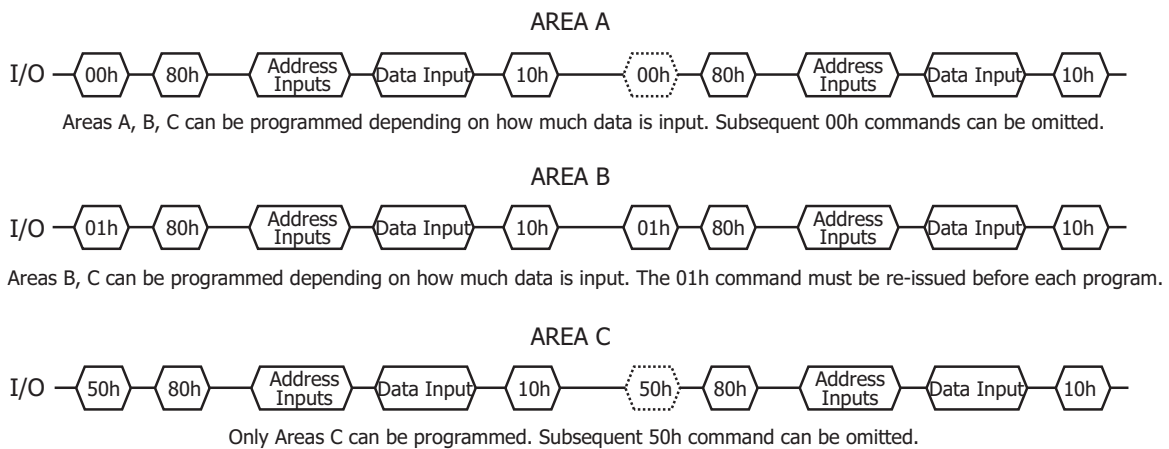 AREA A
I/O 00h 80h Address Inputs Data Input 10h 00h 80h Address Inputs Data Input 10h
Areas A, B, C can be programmed depending on how much data is input. Subsequent 00h commands can be omitted.
AREA B
I/O 01h 80h Address Inputs Data Input 10h 01h 80h Address Inputs Data Input 10h
Areas B, C can be programmed depending on how much data is input. The 01h command must be re-issued before each program.
AREA C
I/O 50h 80h Address Inputs Data Input 10h 50h 80h Address Inputs Data Input 10h
Only Areas C can be programmed. Subsequent 50h command can be omitted.